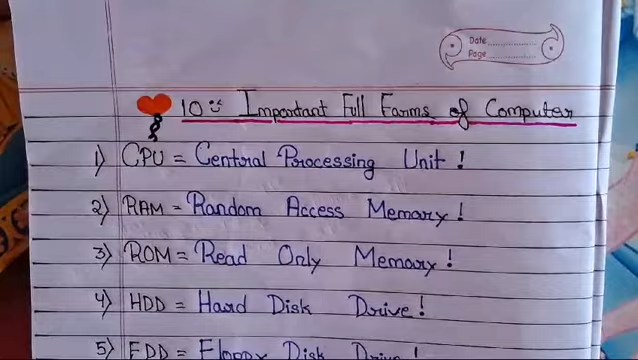 Date
Page
10 Important Full Farms of Computer
1) CPU = Central Processing Unit !
2) RAM = Random Access Memory !
3) ROM = Read Only Memory !
4) HDD = Hard Disk Drive !
5) FDD = Floppy Disk Drive !